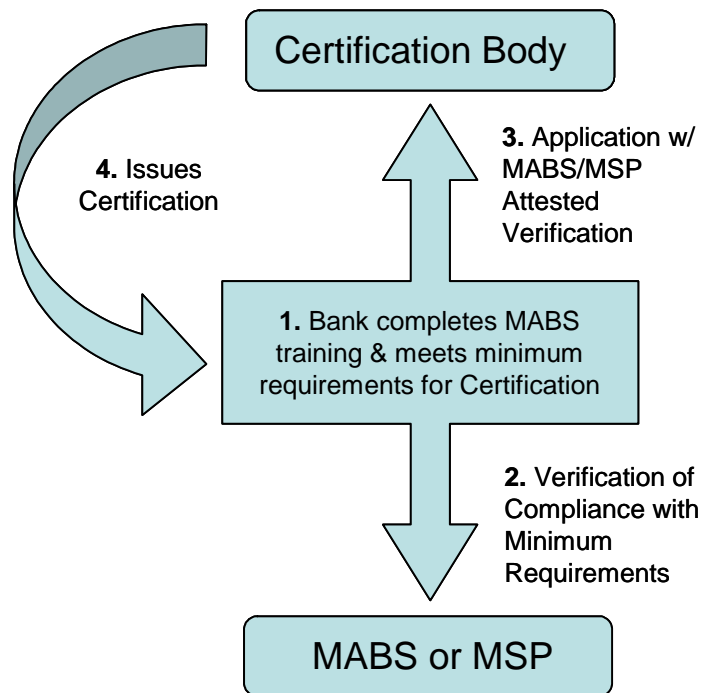 Certification Body
3. Application w/
MABS/MSP
Attested
Verification
4. Issues
Certification
1. Bank completes MABS
training & meets minimum
requirements for Certification
2. Verification of
Compliance with
Minimum
Requirements
MABS or MSP